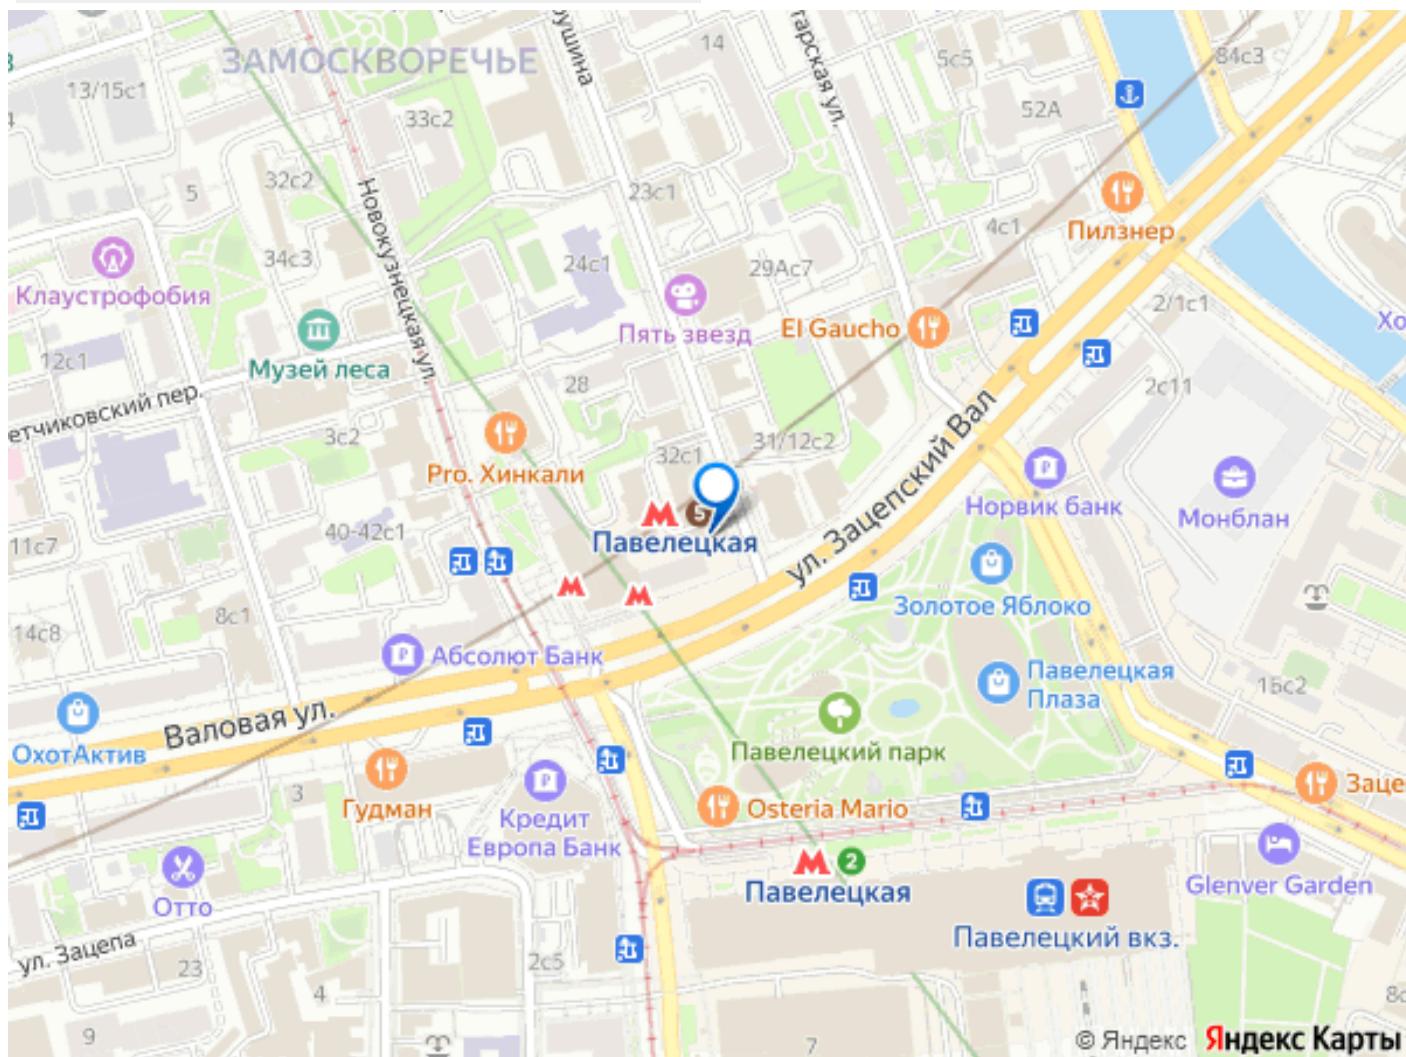 ЗАМОСКВОРЕЧЬЕ
14
84с3
5с5
13/15с1
33с2
52А
Новокузнецкая ул.
32с2
5
23с1
4с1
Пилзнер
34с3
24с1
29Ас7
2/1с1
Клаустрофобия
Пять звезд
El Gaucho
Музей леса
12с1
28
2с11
3с2
Pro. Хинкали
32с1
31/12с2
ул. Зацепский Вал
Норвик банк
Монблан
40-42с1
11с7
5
Павелецкая
Золотое Яблоко
8с1
14с8
Абсолют Банк
Павелецкая
Плаза
15с2
Валовая ул.
ОхотАктив
Павелецкий парк
3
Гудман
Osteria Mario
Кредит
Европа Банк
2
Павелецкая
Glenver Garden
Отто
Павелецкий вкз.
ул. Зацепа
23
2с5
4
9
7
© Яндекс Яндекс Карты